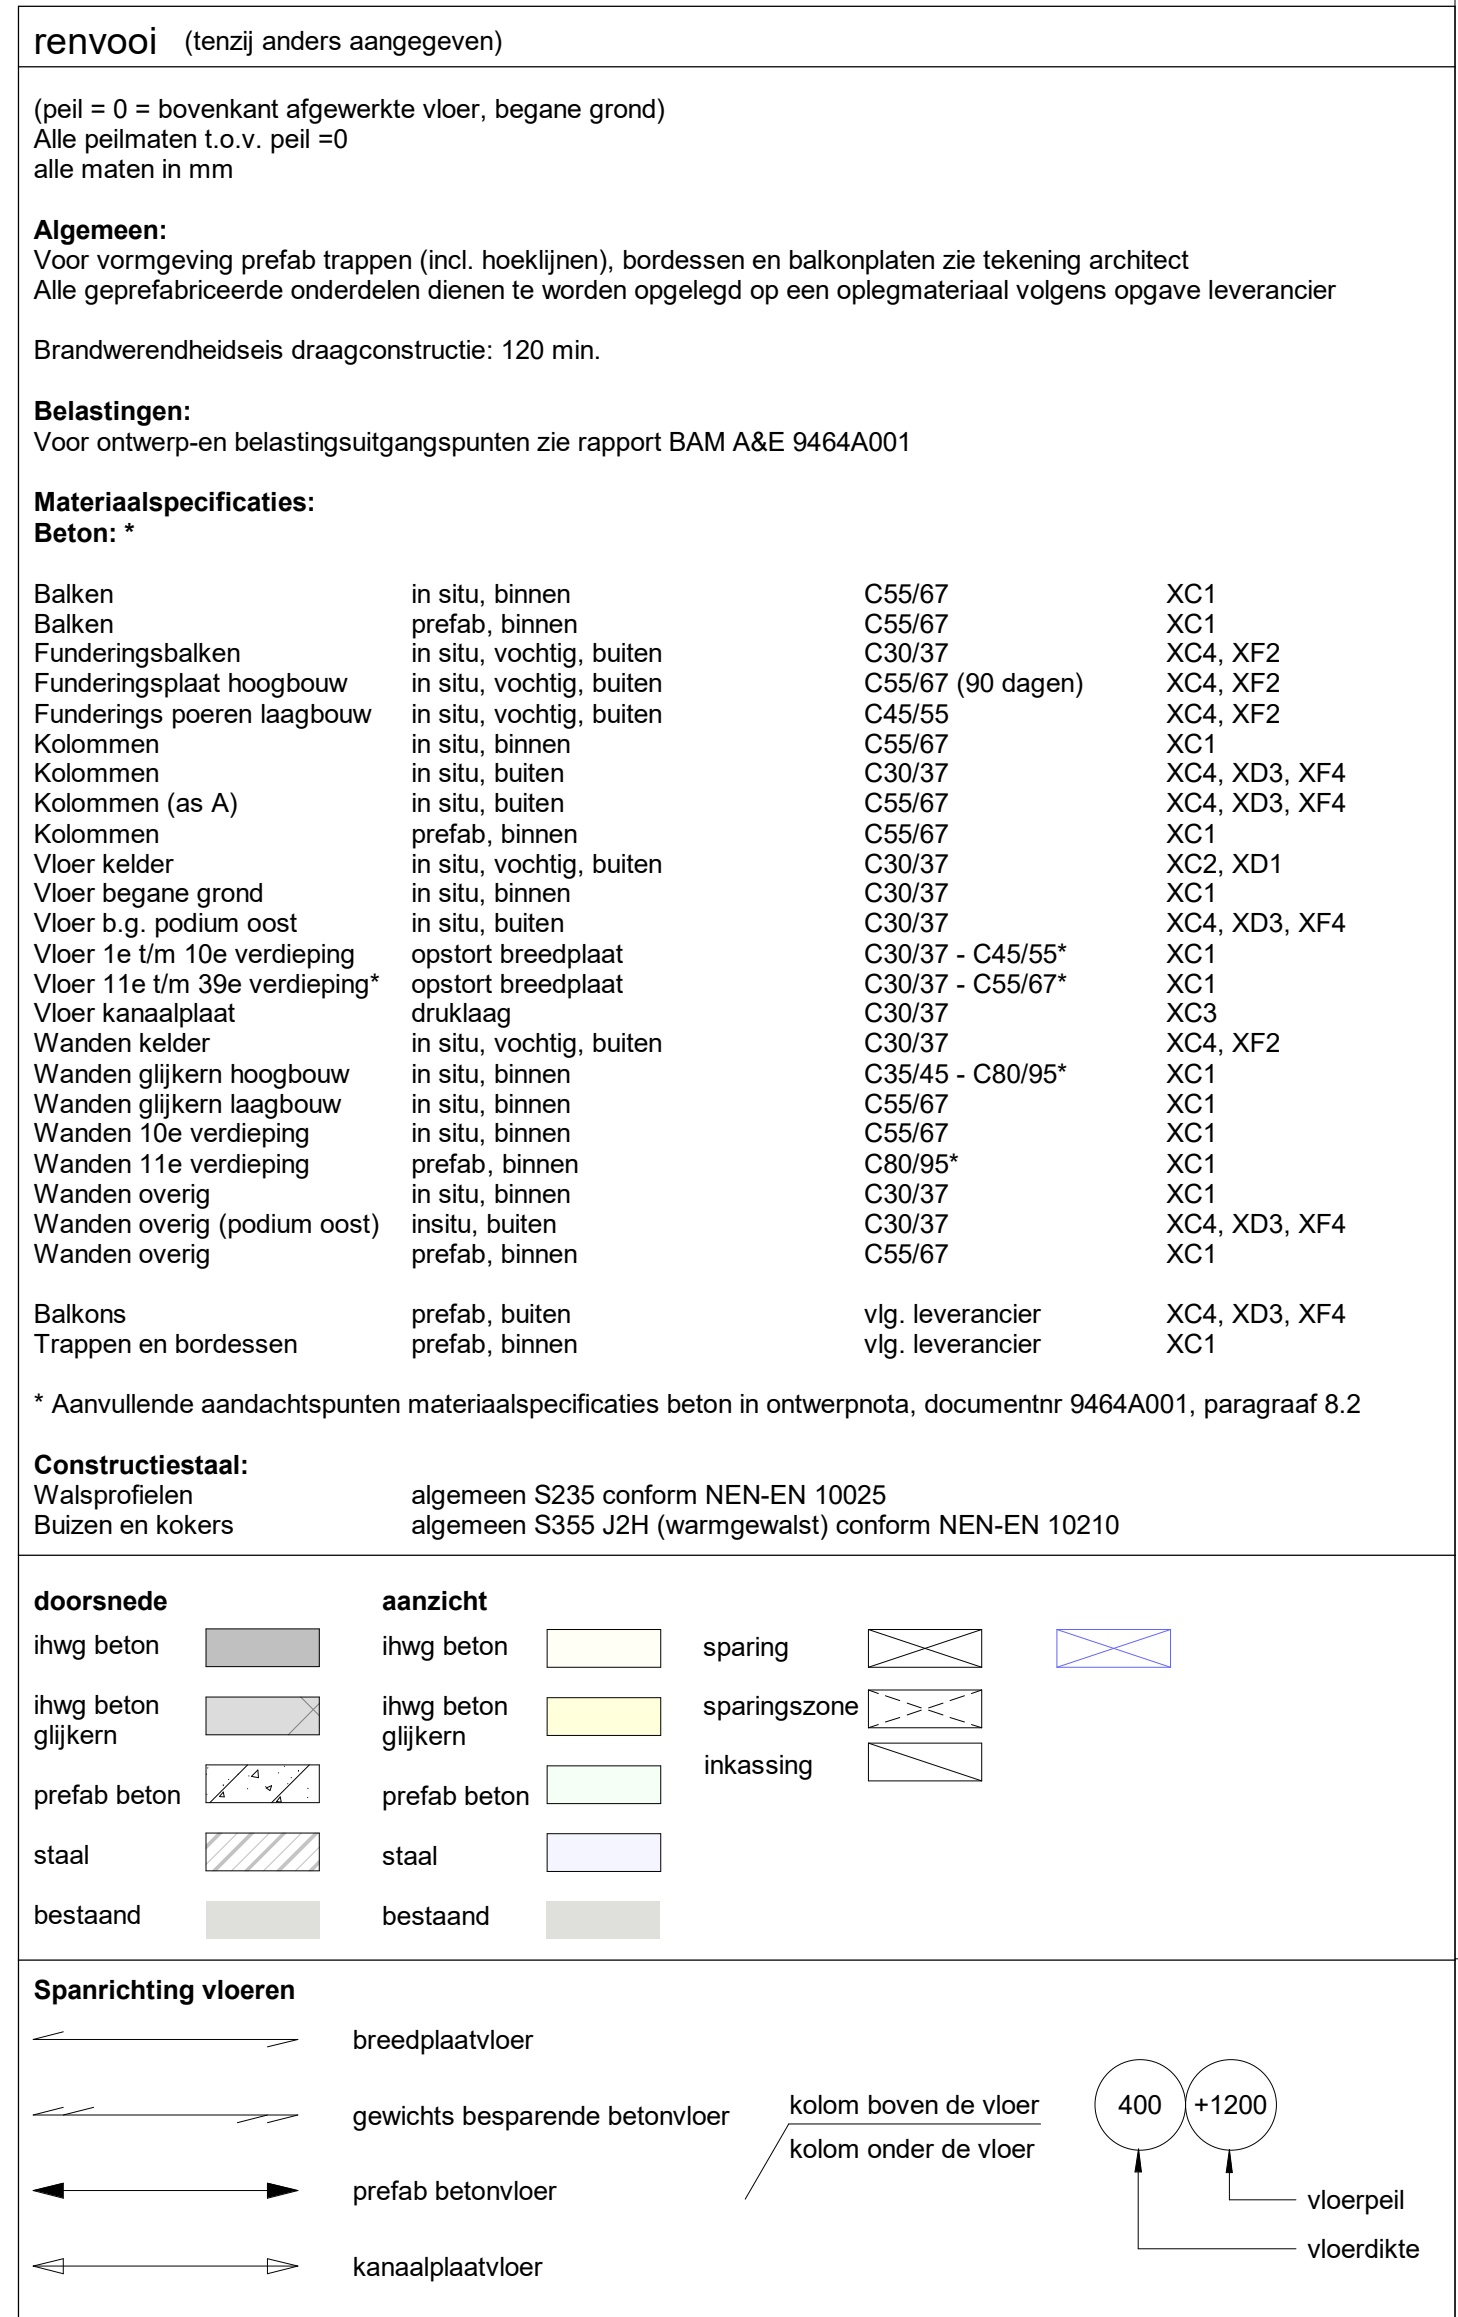 renvooi (tenzij anders aangegeven)
(peil = 0 = bovenkant afgewerkte vloer, begane grond)
Alle peilmaten t.o.v. peil =0
alle maten in mm
Algemeen:
Voor vormgeving prefab trappen (incl. hoeklijnen), bordessen en balkonplaten zie tekening architect
Alle geprefabriceerde onderdelen dienen te worden opgelegd op een oplegmateriaal volgens opgave leverancier
Brandwerendheidseis draagconstructie: 120 min.
Belastingen:
Voor ontwerp-en belastingsuitgangspunten zie rapport BAM A&E 9464A001
Materiaalspecificaties:
Beton: *
Balken in situ, binnen C55/67 XC1
Balken prefab, binnen C55/67 XC1
Funderingsbalken in situ, vochtig, buiten C30/37 XC4, XF2
Funderingsplaat hoogbouw in situ, vochtig, buiten C55/67 (90 dagen) XC4, XF2
Funderings poeren laagbouw in situ, vochtig, buiten C45/55 XC4, XF2
Kolommen in situ, binnen C55/67 XC1
Kolommen in situ, buiten C30/37 XC4, XD3, XF4
Kolommen (as A) in situ, buiten C55/67 XC4, XD3, XF4
Kolommen prefab, binnen C55/67 XC1
Vloer kelder in situ, vochtig, buiten C30/37 XC2, XD1
Vloer begane grond in situ, binnen C30/37 XC1
Vloer b.g. podium oost in situ, buiten C30/37 XC4, XD3, XF4
Vloer 1e t/m 10e verdieping opstort breedplaat C30/37 - C45/55* XC1
Vloer 11e t/m 39e verdieping* opstort breedplaat C30/37 - C55/67* XC1
Vloer kanaalplaat druklaag C30/37 XC3
Wanden kelder in situ, vochtig, buiten C30/37 XC4, XF2
Wanden glijkern hoogbouw in situ, binnen C35/45 - C80/95* XC1
Wanden glijkern laagbouw in situ, binnen C55/67 XC1
Wanden 10e verdieping in situ, binnen C55/67 XC1
Wanden 11e verdieping prefab, binnen C80/95* XC1
Wanden overig in situ, binnen C30/37 XC1
Wanden overig (podium oost) insitu, buiten C30/37 XC4, XD3, XF4
Wanden overig prefab, binnen C55/67 XC1
Balkons prefab, buiten vlg. leverancier XC4, XD3, XF4
Trappen en bordessen prefab, binnen vlg. leverancier XC1
* Aanvullende aandachtspunten materiaalspecificaties beton in ontwerpnota, documentnr 9464A001, paragraaf 8.2
Constructiestaal:
Walsprofielen algemeen S235 conform NEN-EN 10025
Buizen en kokers algemeen S355 J2H (warmgewalst) conform NEN-EN 10210
doorsnede
ihwg beton
ihwg beton
glijkern
prefab beton
staal
bestaand
aanzicht
ihwg beton
ihwg beton
glijkern
prefab beton
staal
bestaand
sparing
sparingszone
inkassing
Spanrichting vloeren
breedplaatvloer
gewichts besparende betonvloer
prefab betonvloer
kanaalplaatvloer
kolom boven de vloer
kolom onder de vloer
400 +1200
vloerpeil
vloerdikte